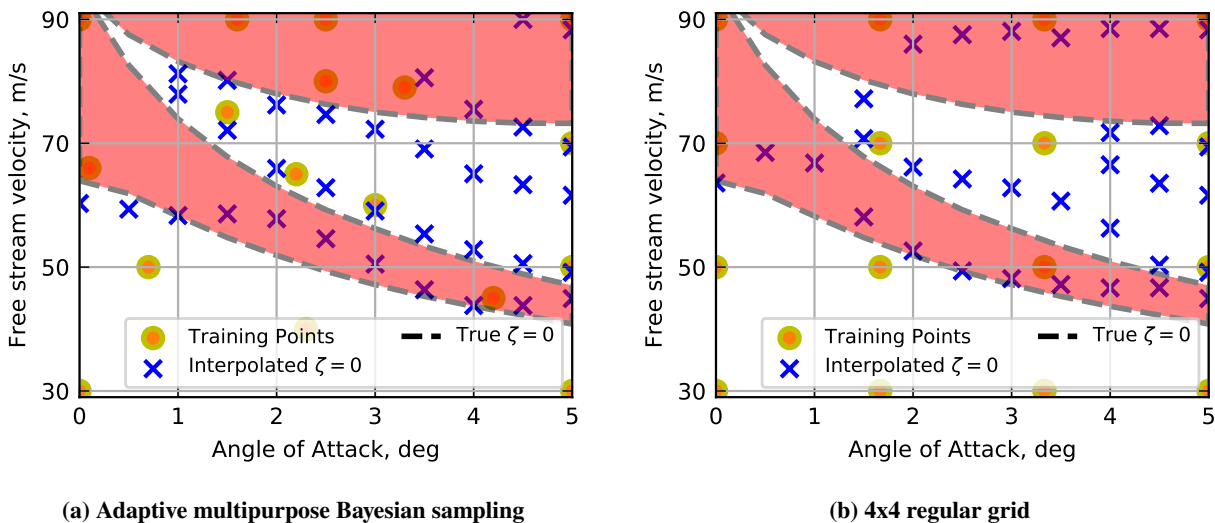 90
70
50
30
Free stream velocity, m/s
Training Points
Interpolated ζ = 0
True ζ = 0
0 1 2 3 4 5
Angle of Attack, deg
(a) Adaptive multipurpose Bayesian sampling
90
70
50
30
Free stream velocity, m/s
Training Points
Interpolated ζ = 0
True ζ = 0
0 1 2 3 4 5
Angle of Attack, deg
(b) 4x4 regular grid